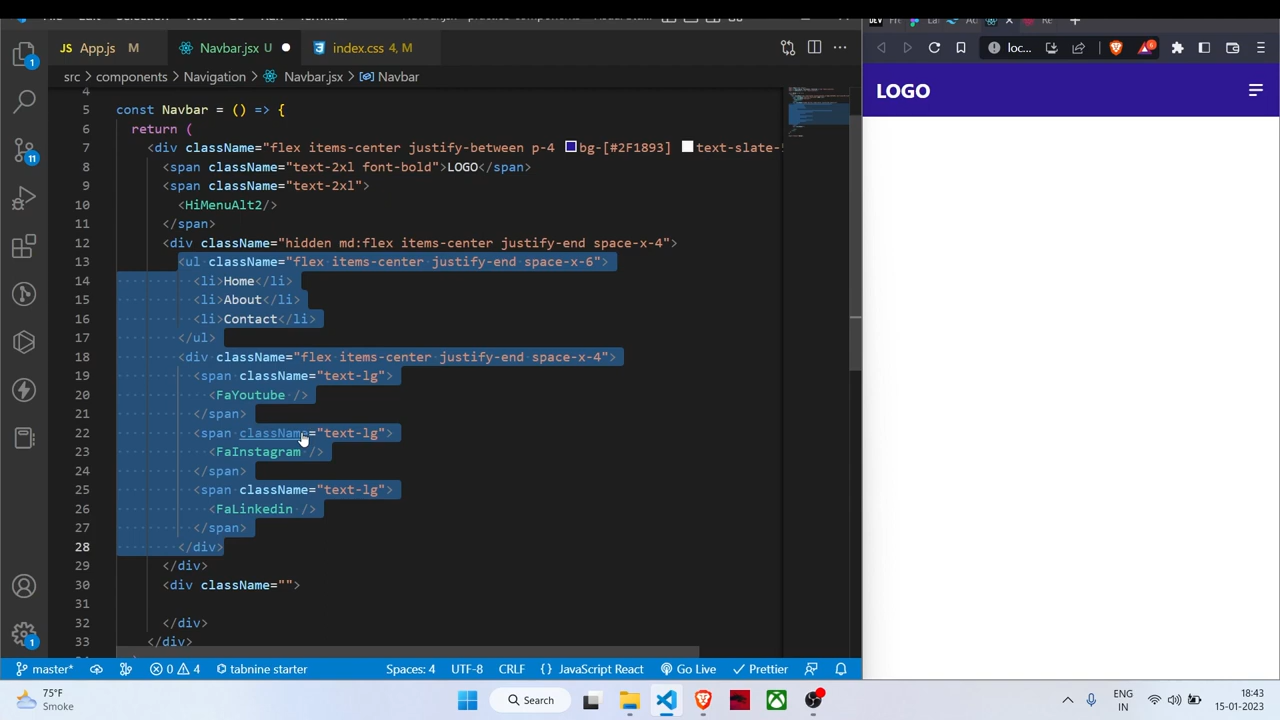 JS App.js M
Navbar.jsx U
index.css 4, M
loc...
6
src > components > Navigation > Navbar.jsx > Navbar
LOGO
4
5 const Navbar = () => {
6 return (
7 <div className="flex items-center justify-between p-4 bg-[#2F1893] text-slate-
8 <span className="text-2xl font-bold">LOGO</span>
9 <span className="text-2xl">
10 <HiMenuAlt2/>
11 </span>
12 <div className="hidden md:flex items-center justify-end space-x-4">
13 <ul className="flex items-center justify-end space-x-6">
14 <li>Home</li>
15 <li>About</li>
16 <li>Contact</li>
17 </ul>
18 <div className="flex items-center justify-end space-x-4">
19 <span className="text-lg">
20 <FaYoutube />
21 </span>
22 <span className="text-lg">
23 <FaInstagram />
24 </span>
25 <span className="text-lg">
26 <FaLinkedin />
27 </span>
28 </div>
29 </div>
30 <div className="">
31
32 </div>
33 </div>
1
11
1
master* 0 4 tabnine starter Spaces: 4 UTF-8 CRLF {} JavaScript React Go Live Prettier
75°F
Smoke
Search
ENG
IN
18:43
15-01-2023